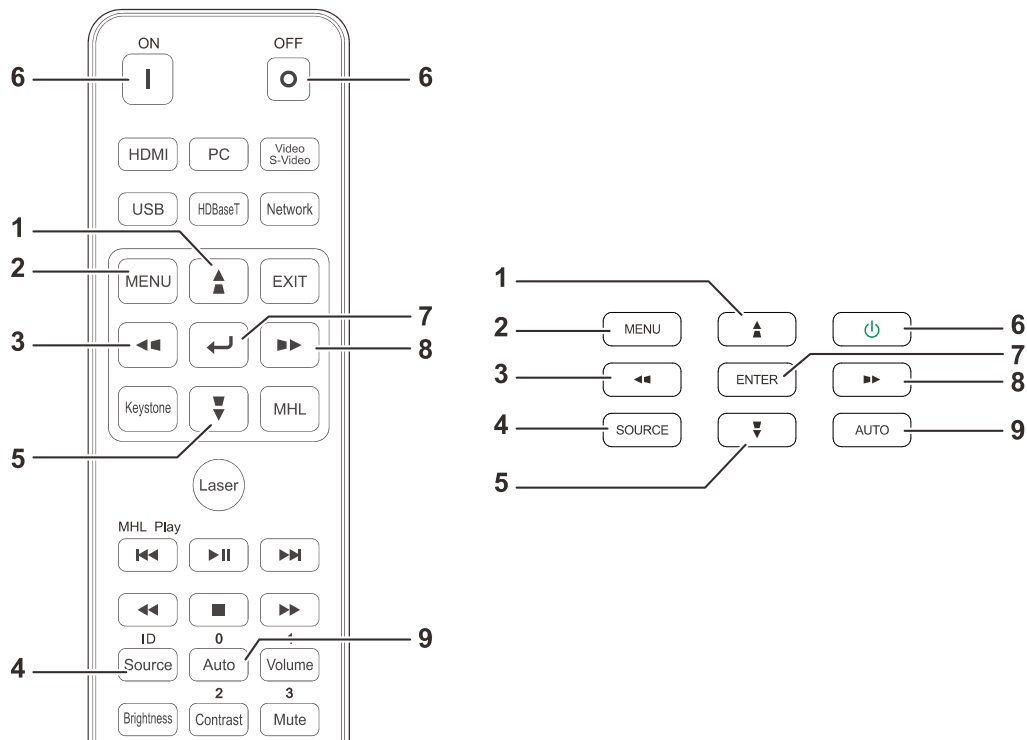 ON OFF
6 6
HDMI PC Video
S-Video
USB HDBaseT Network
1
2 MENU EXIT
7
3 8
Keystone MHL
5
Laser
MHL Play
ID 0
9
4 Source Auto Volume
2 3
Brightness Contrast Mute
1
2 MENU 6
7
3 ENTER 8
4 SOURCE AUTO 9
5